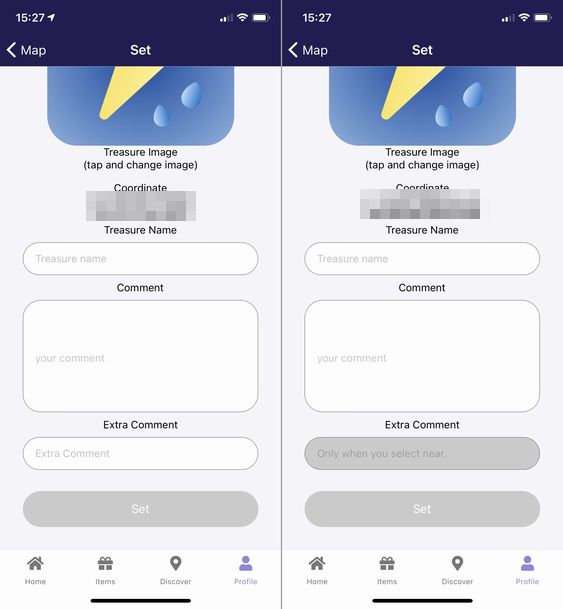 15:27
Map
Set
Treasure Image
(tap and change image)
Coordinate
Treasure Name
Treasure name
Comment
your comment
Extra Comment
Extra Comment
Set
Home
Items
Discover
Profile
15:27
Map
Set
Treasure Image
(tap and change image)
Coordinate
Treasure Name
Treasure name
Comment
your comment
Extra Comment
Only when you select near.
Set
Home
Items
Discover
Profile